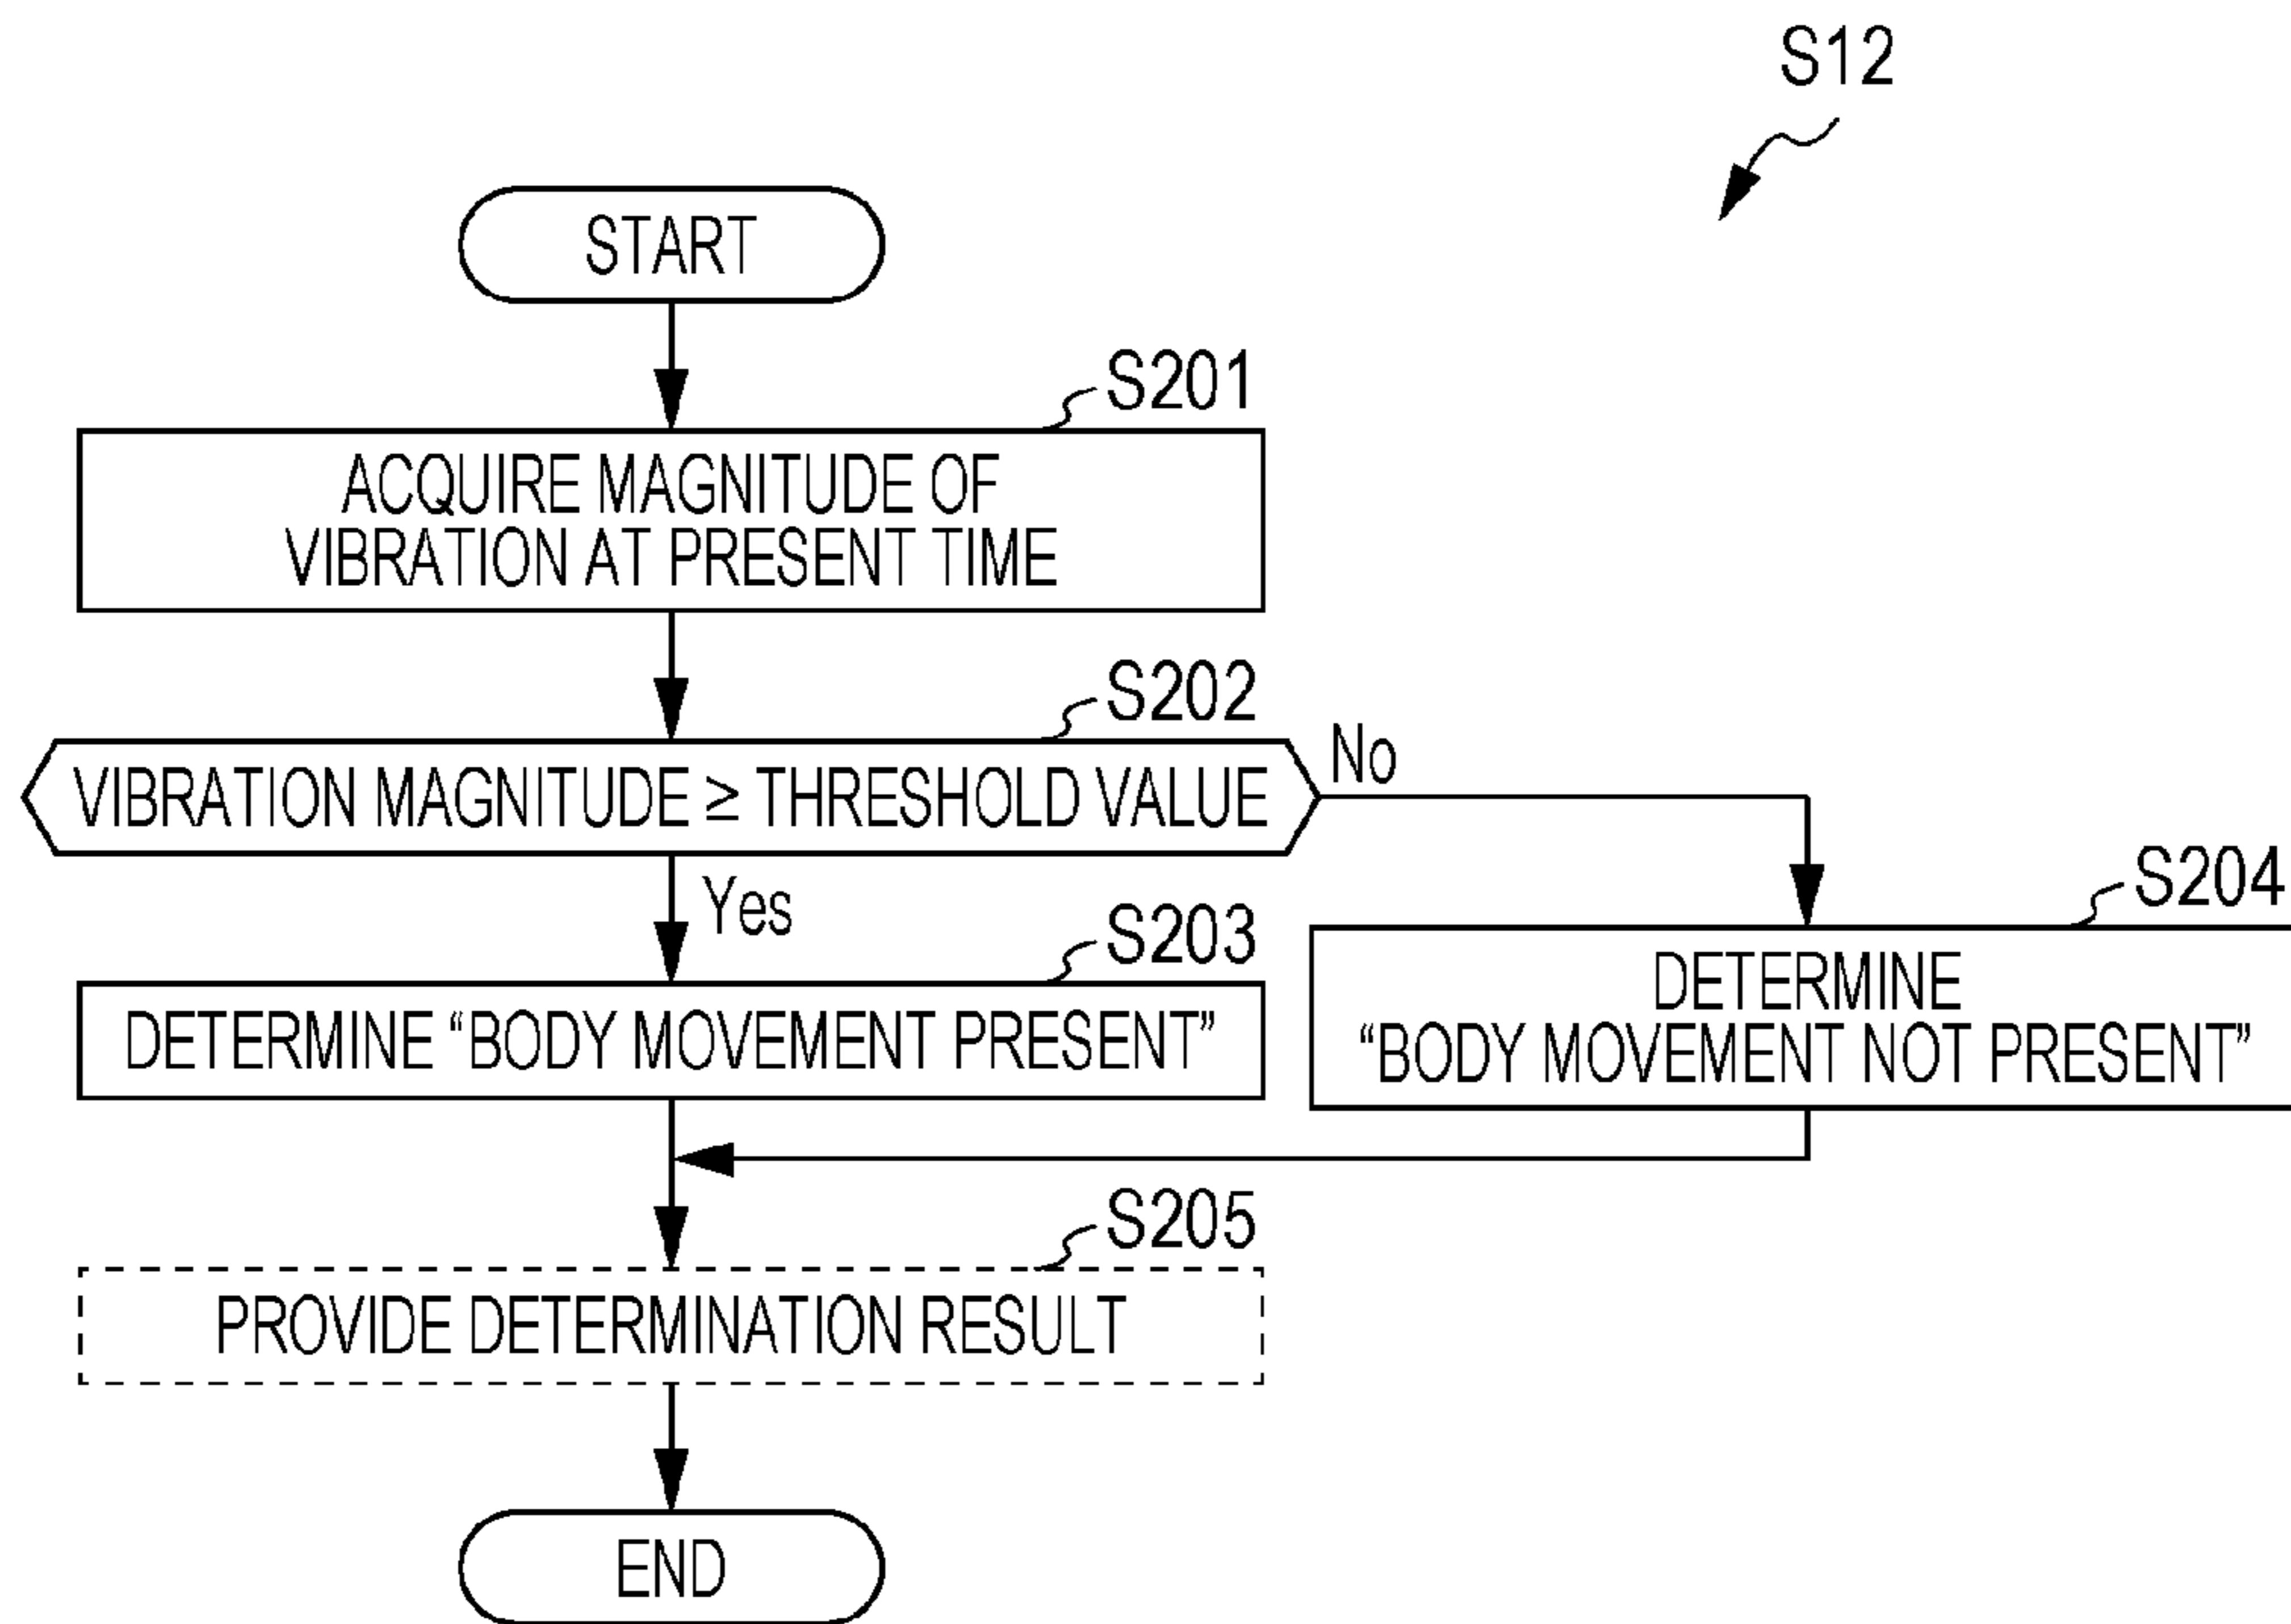 S12
START
S201
ACQUIRE MAGNITUDE OF
VIBRATION AT PRESENT TIME
S202
VIBRATION MAGNITUDE ≥ THRESHOLD VALUE
No
Yes
S203
DETERMINE “BODY MOVEMENT PRESENT”
S204
DETERMINE
“BODY MOVEMENT NOT PRESENT”
S205
PROVIDE DETERMINATION RESULT
END